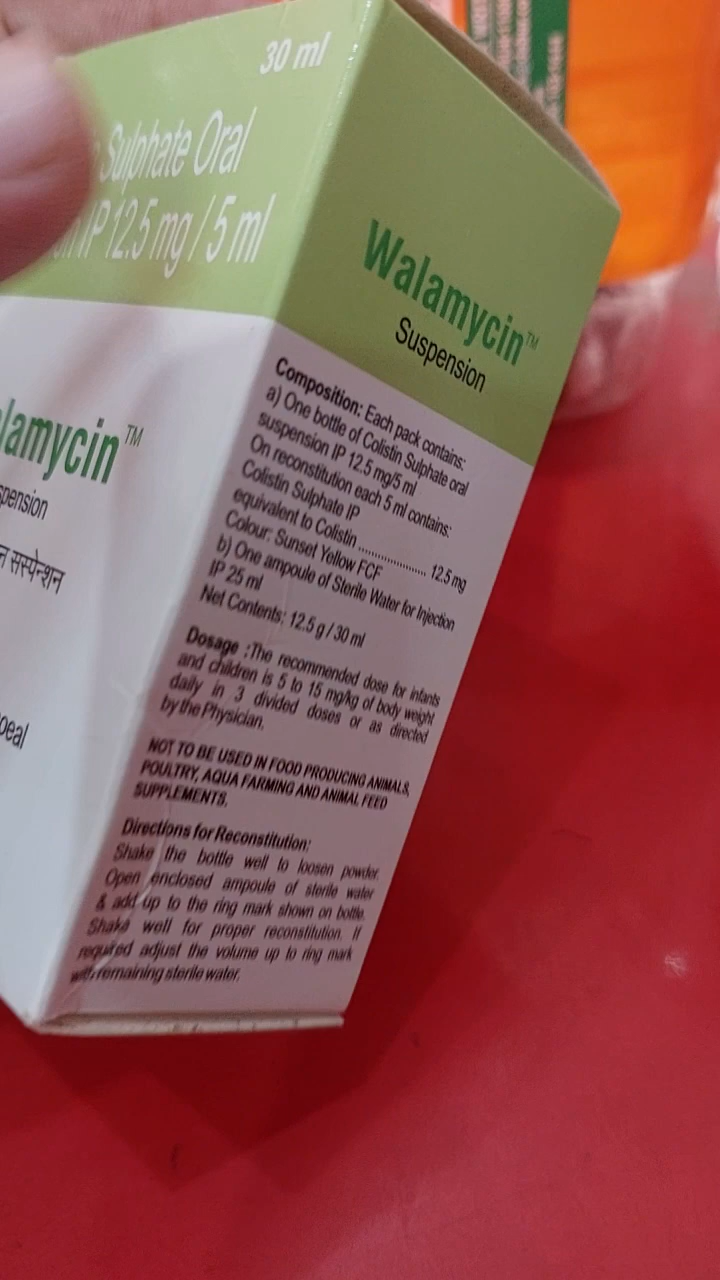 30 ml
Sulphate Oral
IP 12.5 mg / 5 ml
Walamycin™
Suspension
Composition: Each pack contains:
a) One bottle of Colistin Sulphate oral
suspension IP 12.5 mg/5 ml
On reconstitution each 5 ml contains:
Colistin Sulphate IP
equivalent to Colistin ..................... 12.5 mg
Colour: Sunset Yellow FCF
b) One ampoule of Sterile Water for Injection
IP 25 ml
Net Contents: 12.5 g / 30 ml
Dosage :The recommended dose for infants
and children is 5 to 15 mg/kg of body weight
daily in 3 divided doses or as directed
by the Physician.
NOT TO BE USED IN FOOD PRODUCING ANIMALS,
POULTRY, AQUA FARMING AND ANIMAL FEED
SUPPLEMENTS.
Directions for Reconstitution:
Shake the bottle well to loosen powder.
Open enclosed ampoule of sterile water
& add up to the ring mark shown on bottle.
Shake well for proper reconstitution. If
required adjust the volume up to ring mark
with remaining sterile water.
lamycin™
pension
सस्पेन्शन